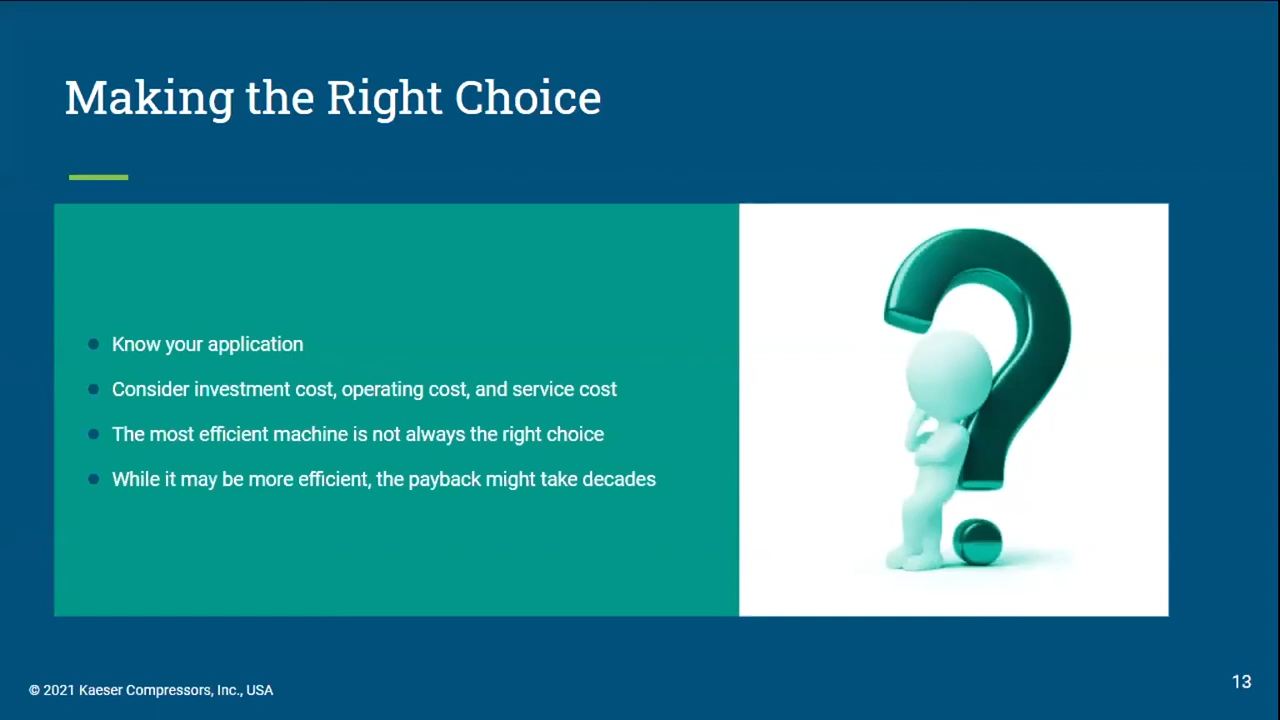 Making the Right Choice
Know your application
Consider investment cost, operating cost, and service cost
The most efficient machine is not always the right choice
While it may be more efficient, the payback might take decades
© 2021 Kaeser Compressors, Inc., USA
13